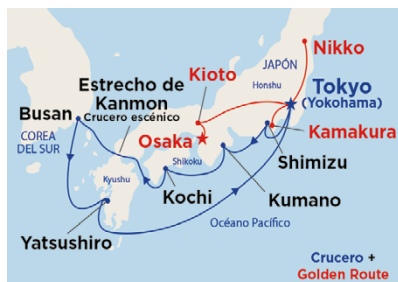 Nikko
JAPÓN
Honshu
Kioto
Tokyo
(Yokohama)
Estrecho de
Kanmon
Crucero escénico
Busan
COREA
DEL SUR
Osaka
Kamakura
Shikoku
Shimizu
Kyushu
Kochi
Kumano
Océano Pacífico
Yatsushiro
Crucero +
Golden Route